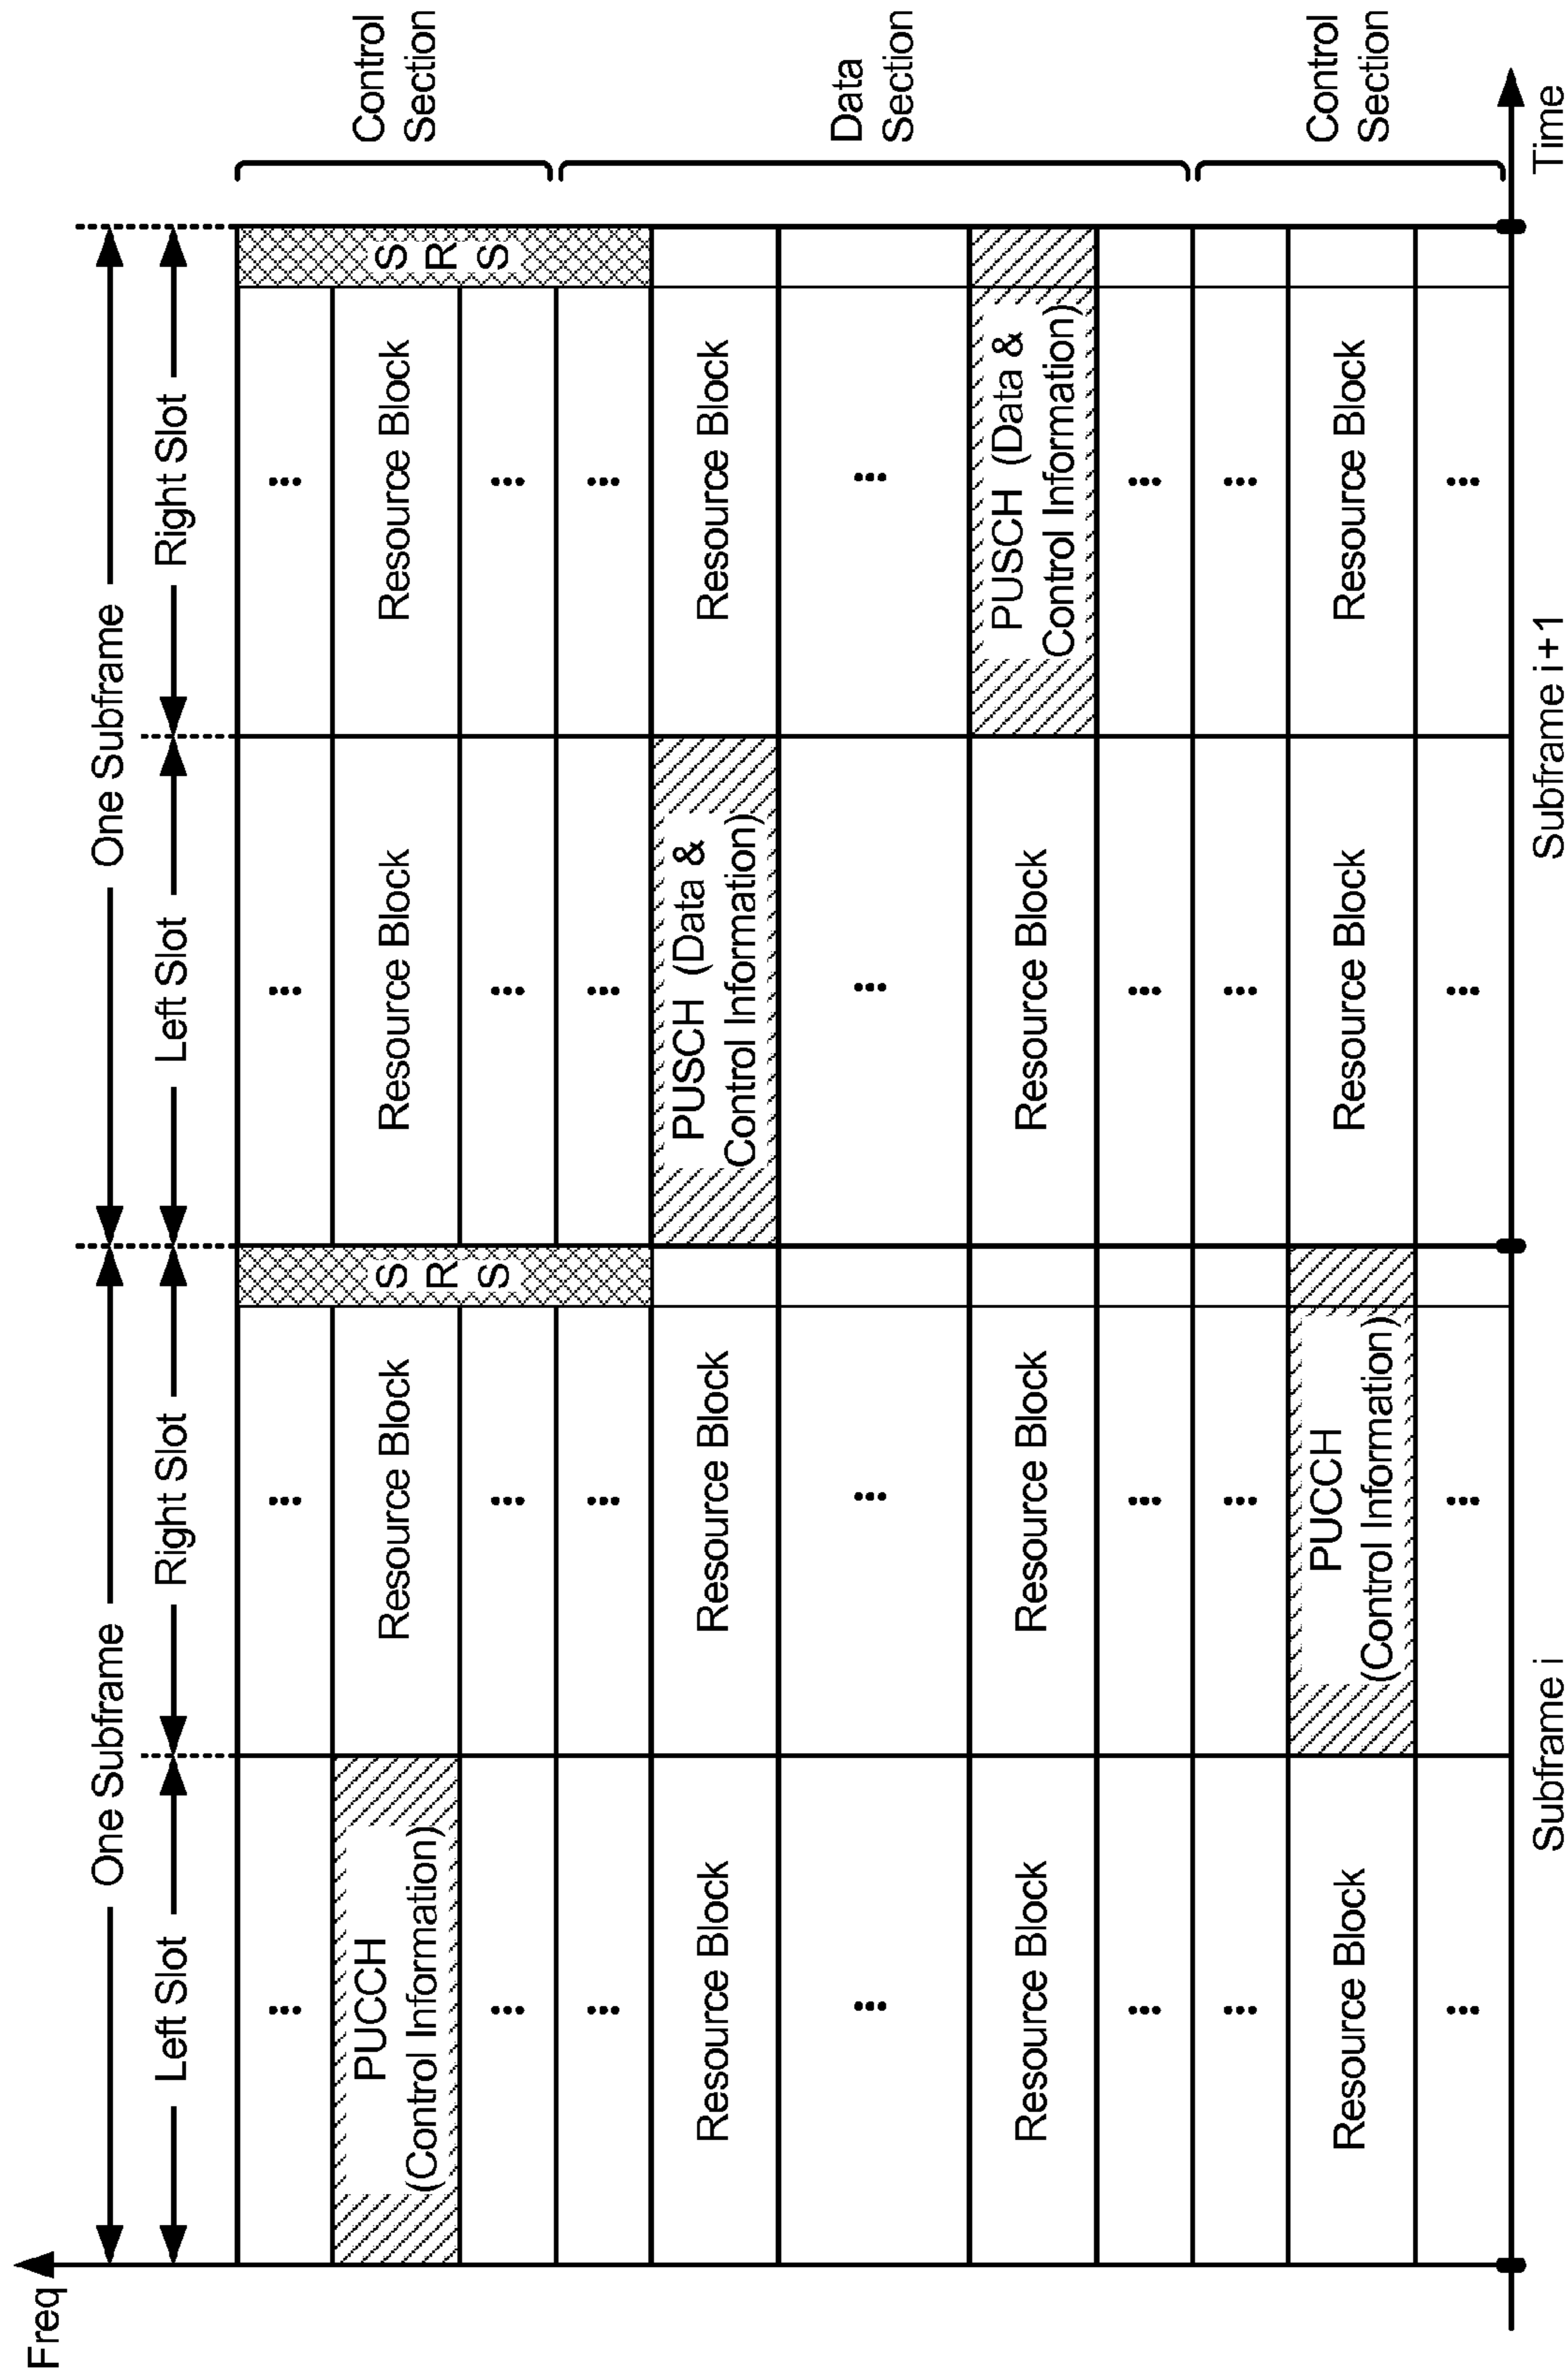 Freq
One Subframe
One Subframe
Left Slot
Right Slot
Left Slot
Right Slot
...
...
...
...
PUCCH
(Control Information)
Resource Block
Resource Block
Resource Block
S
R
S
S
R
S
Control
Section
...
...
...
...
...
...
...
...
Resource Block
Resource Block
PUSCH (Data &
Control Information)
Resource Block
...
...
...
...
Data
Section
Resource Block
Resource Block
Resource Block
PUSCH (Data &
Control Information)
...
...
...
...
...
...
...
...
Resource Block
PUCCH
(Control Information)
Resource Block
Resource Block
Control
Section
...
...
...
...
Subframe i
Subframe i+1
Time